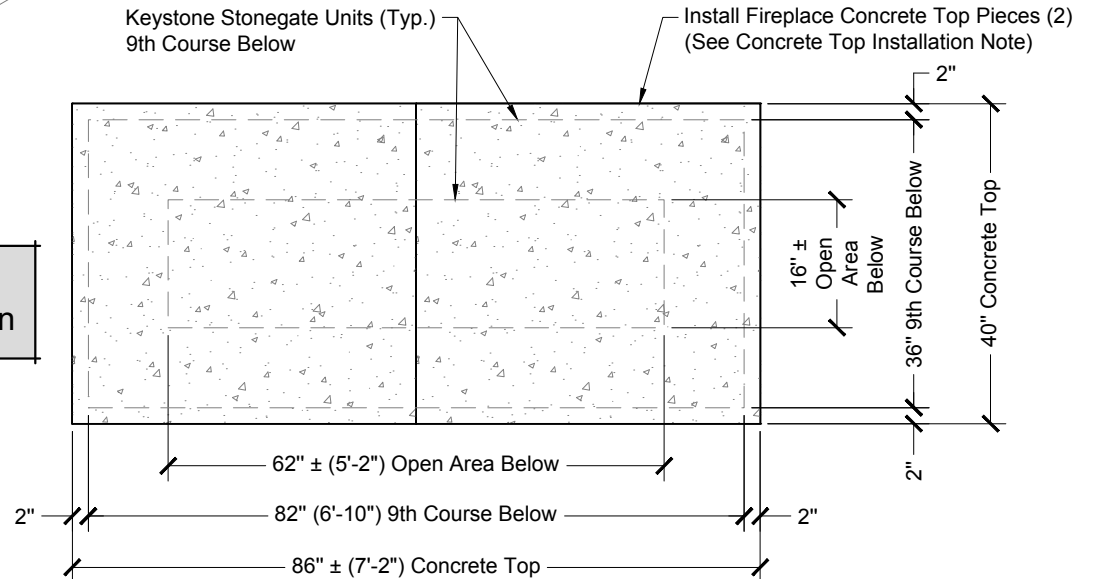 Keystone Stonegate Units (Typ.)
9th Course Below
Install Fireplace Concrete Top Pieces (2)
(See Concrete Top Installation Note)
2"
16" ±
Open
Area
Below
36" 9th Course Below
40" Concrete Top
n
62" ± (5'-2") Open Area Below
2"
2"
82" (6'-10") 9th Course Below
2"
86" ± (7'-2") Concrete Top